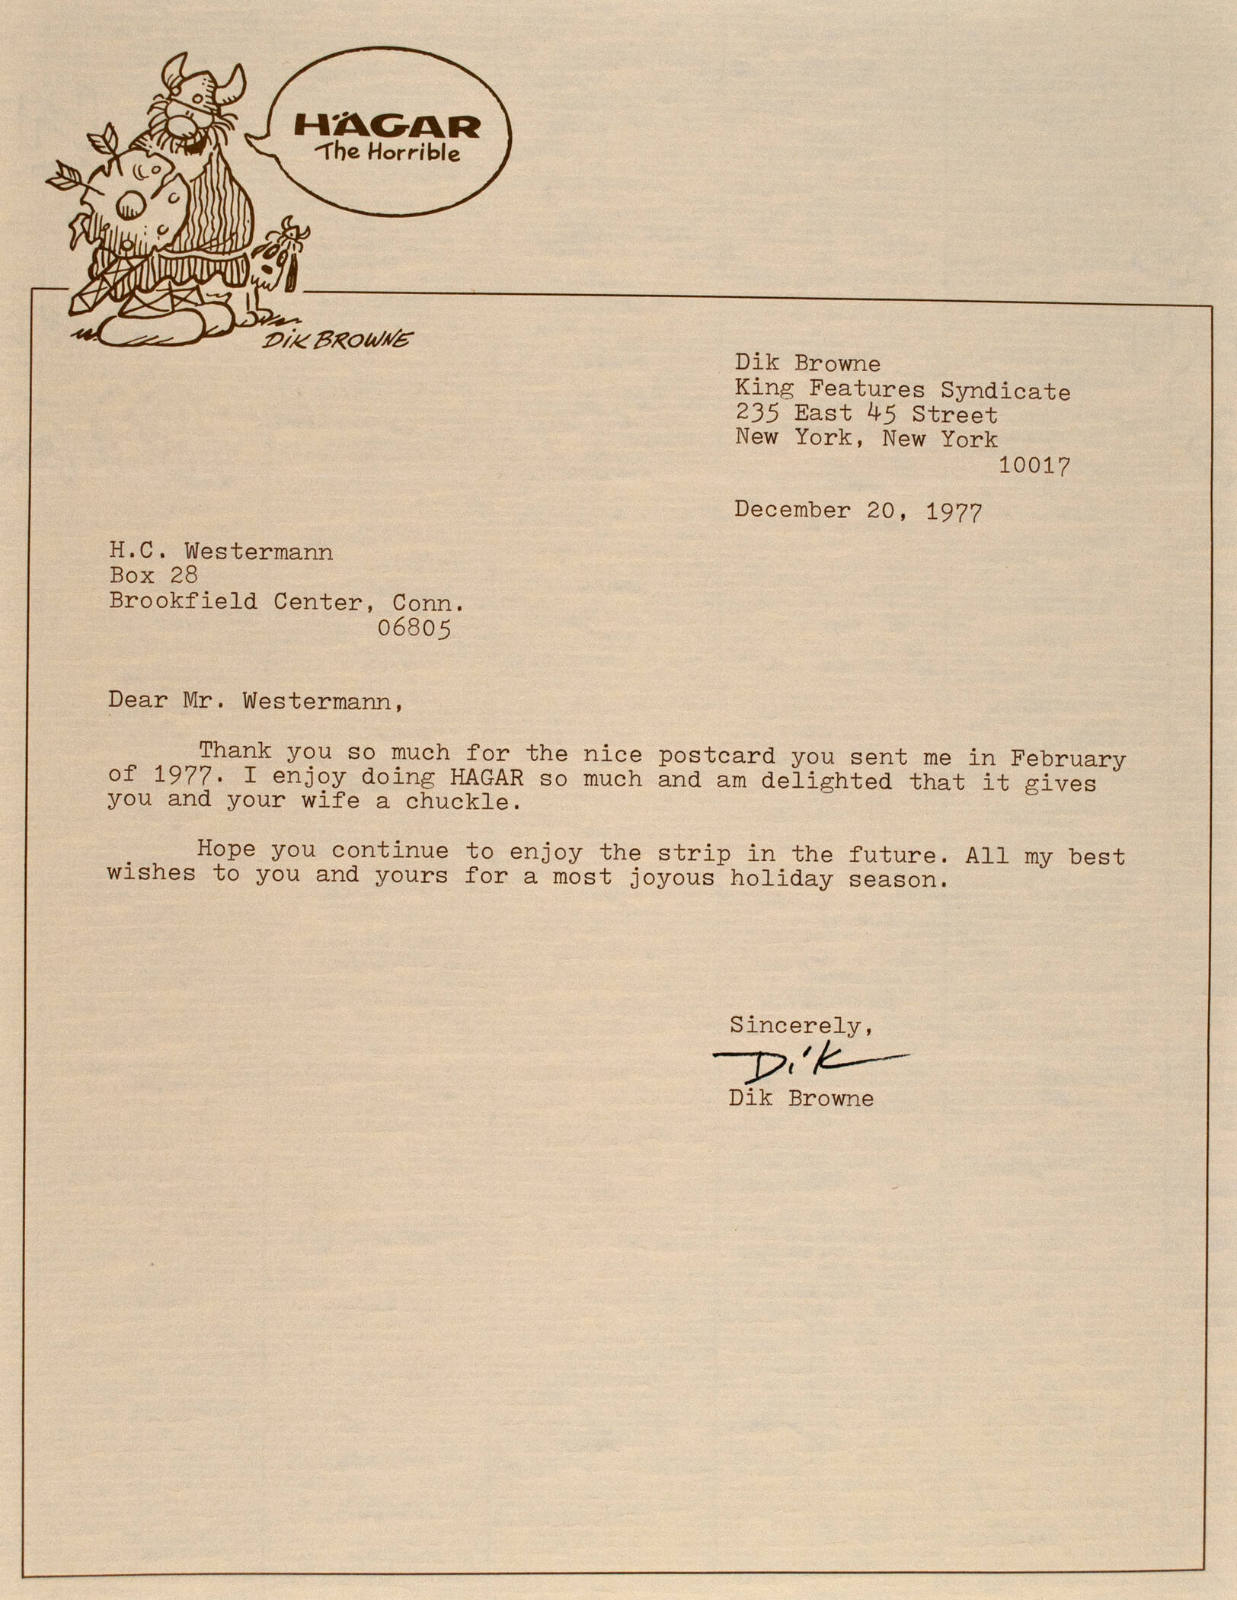 HÄGAR
The Horrible
DiK BROWNE
Dik Browne
King Features Syndicate
235 East 45 Street
New York, New York
10017
December 20, 1977
H.C. Westermann
Box 28
Brookfield Center, Conn.
06805
Dear Mr. Westermann,
Thank you so much for the nice postcard you sent me in February
of 1977. I enjoy doing HAGAR so much and am delighted that it gives
you and your wife a chuckle.
Hope you continue to enjoy the strip in the future. All my best
wishes to you and yours for a most joyous holiday season.
Sincerely,
DiK
Dik Browne